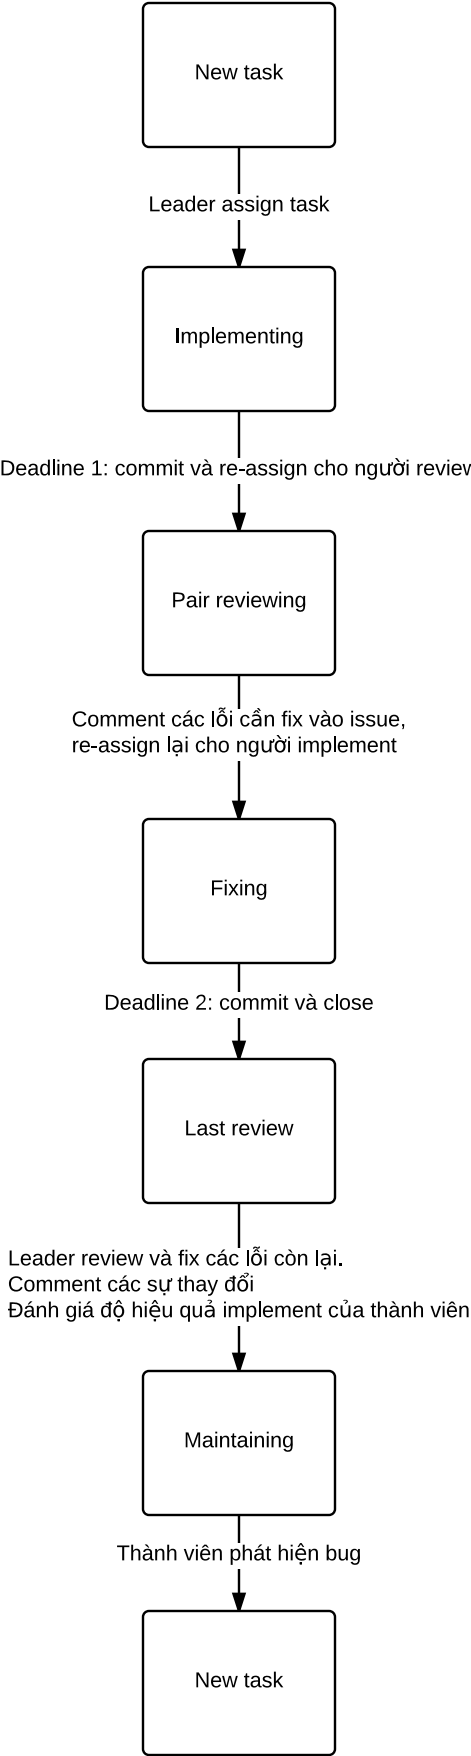 New task
Leader assign task
Implementing
Deadline 1: commit và re-assign cho người review
Pair reviewing
Comment các lỗi cần fix vào issue,
re-assign lại cho người implement
Fixing
Deadline 2: commit và close
Last review
Leader review và fix các lỗi còn lại.
Comment các sự thay đổi
Đánh giá độ hiệu quả implement của thành viên
Maintaining
Thành viên phát hiện bug
New task